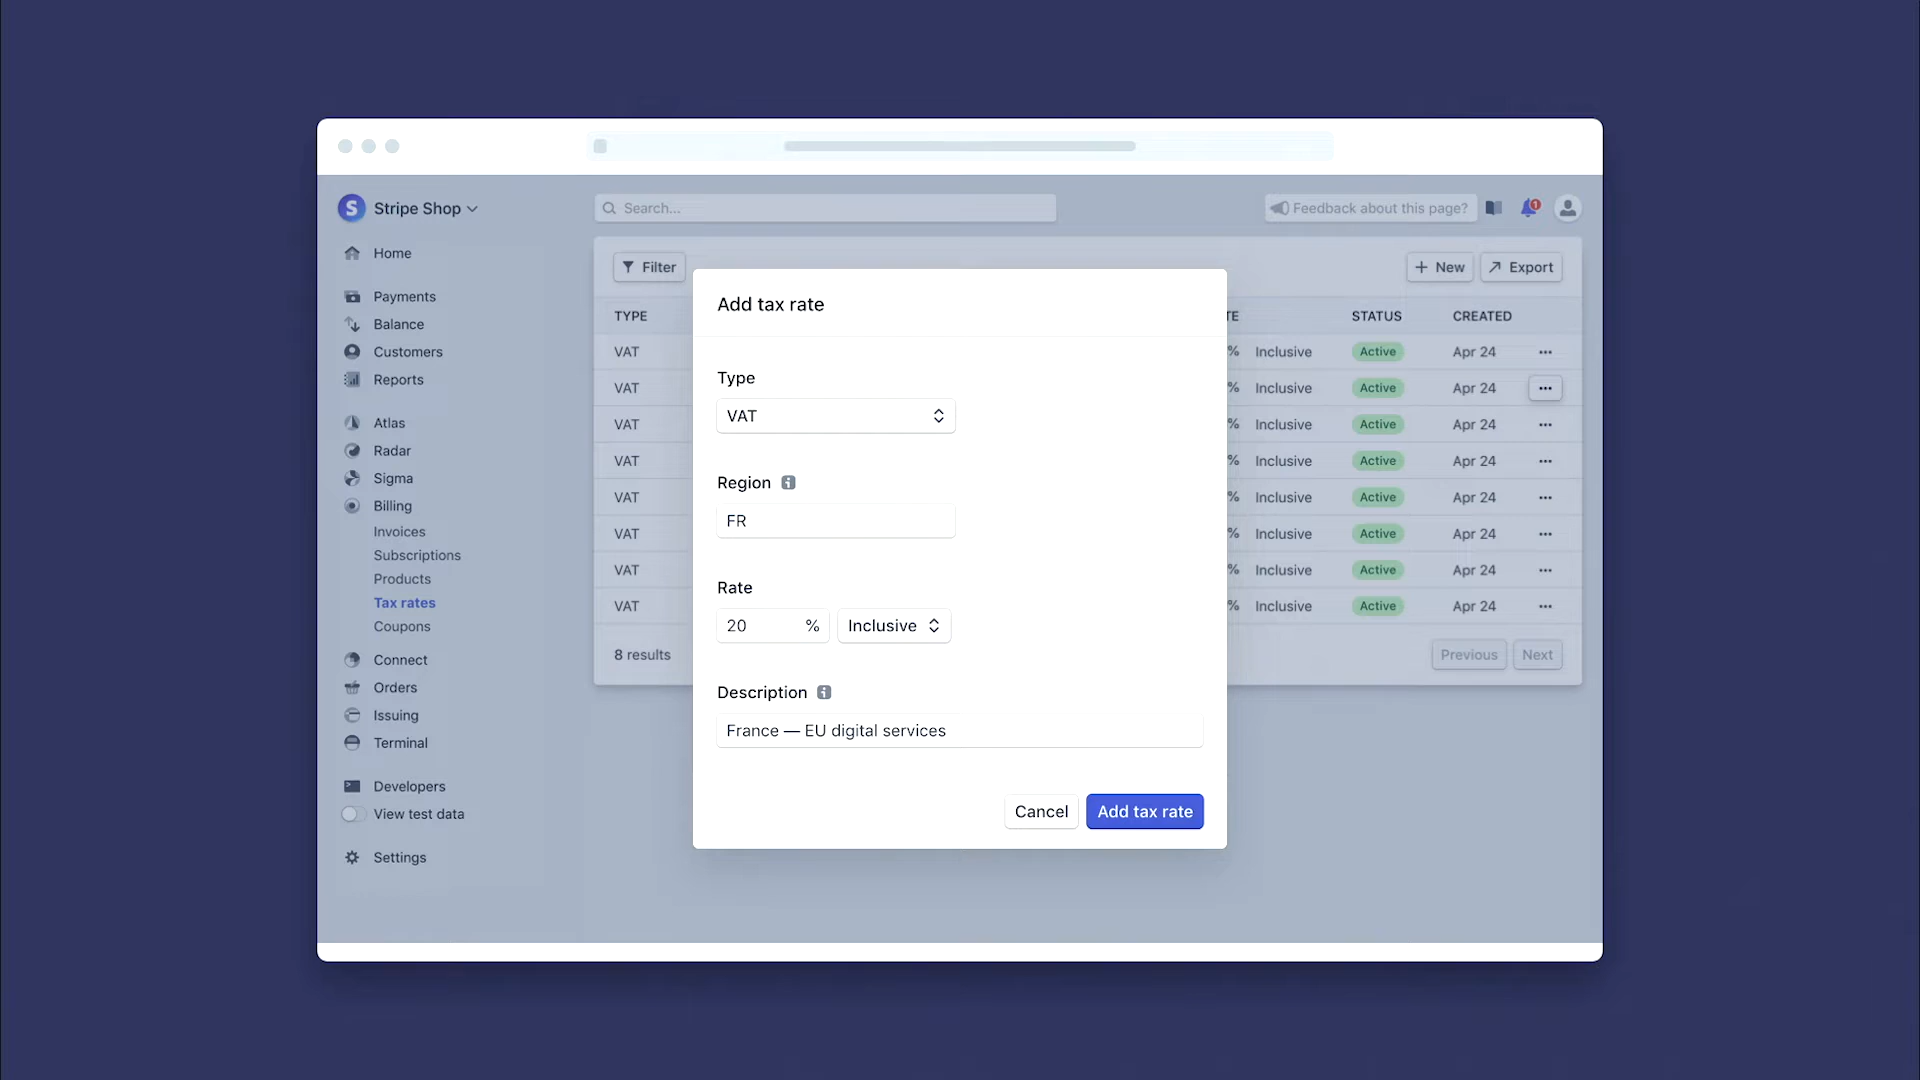 S Stripe Shop
Search...
Feedback about this page?
1
Home
Payments
Balance
Customers
Reports
Atlas
Radar
Sigma
Billing
Invoices
Subscriptions
Products
Tax rates
Coupons
Connect
Orders
Issuing
Terminal
Developers
View test data
Settings
Filter
+ New
Export
TYPE TE STATUS CREATED
VAT % Inclusive Active Apr 24 ...
VAT % Inclusive Active Apr 24 ...
VAT % Inclusive Active Apr 24 ...
VAT % Inclusive Active Apr 24 ...
VAT % Inclusive Active Apr 24 ...
VAT % Inclusive Active Apr 24 ...
VAT % Inclusive Active Apr 24 ...
VAT % Inclusive Active Apr 24 ...
8 results
Previous Next
Add tax rate
Type
VAT
Region i
FR
Rate
20 % Inclusive
Description i
France — EU digital services
Cancel Add tax rate